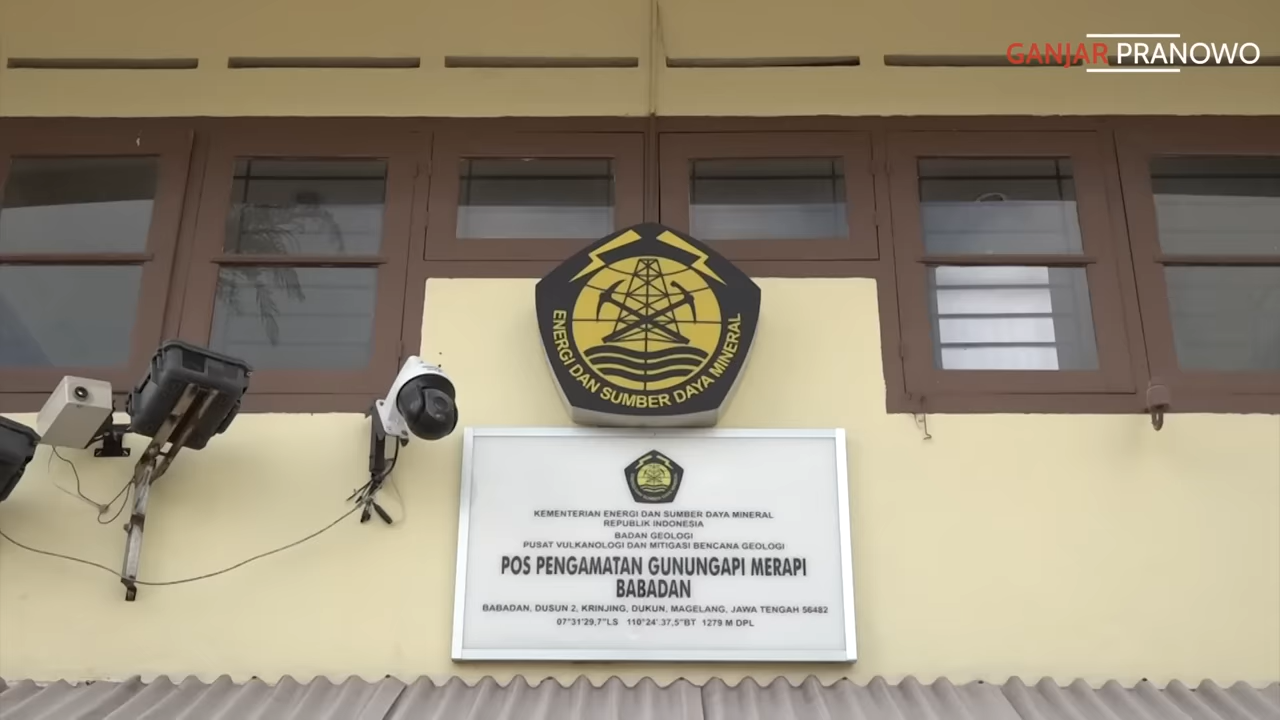 GANJAR PRANOWO
ENERGI DAN SUMBER DAYA MINERAL
KEMENTERIAN ENERGI DAN SUMBER DAYA MINERAL
REPUBLIK INDONESIA
BADAN GEOLOGI
PUSAT VULKANOLOGI DAN MITIGASI BENCANA GEOLOGI
POS PENGAMATAN GUNUNGAPI MERAPI
BABADAN
BABADAN, DUSUN 2, KRINJING, DUKUN, MAGELANG, JAWA TENGAH 56482
07°31'29,7"LS 110°24'.37,5"BT 1279 M DPL